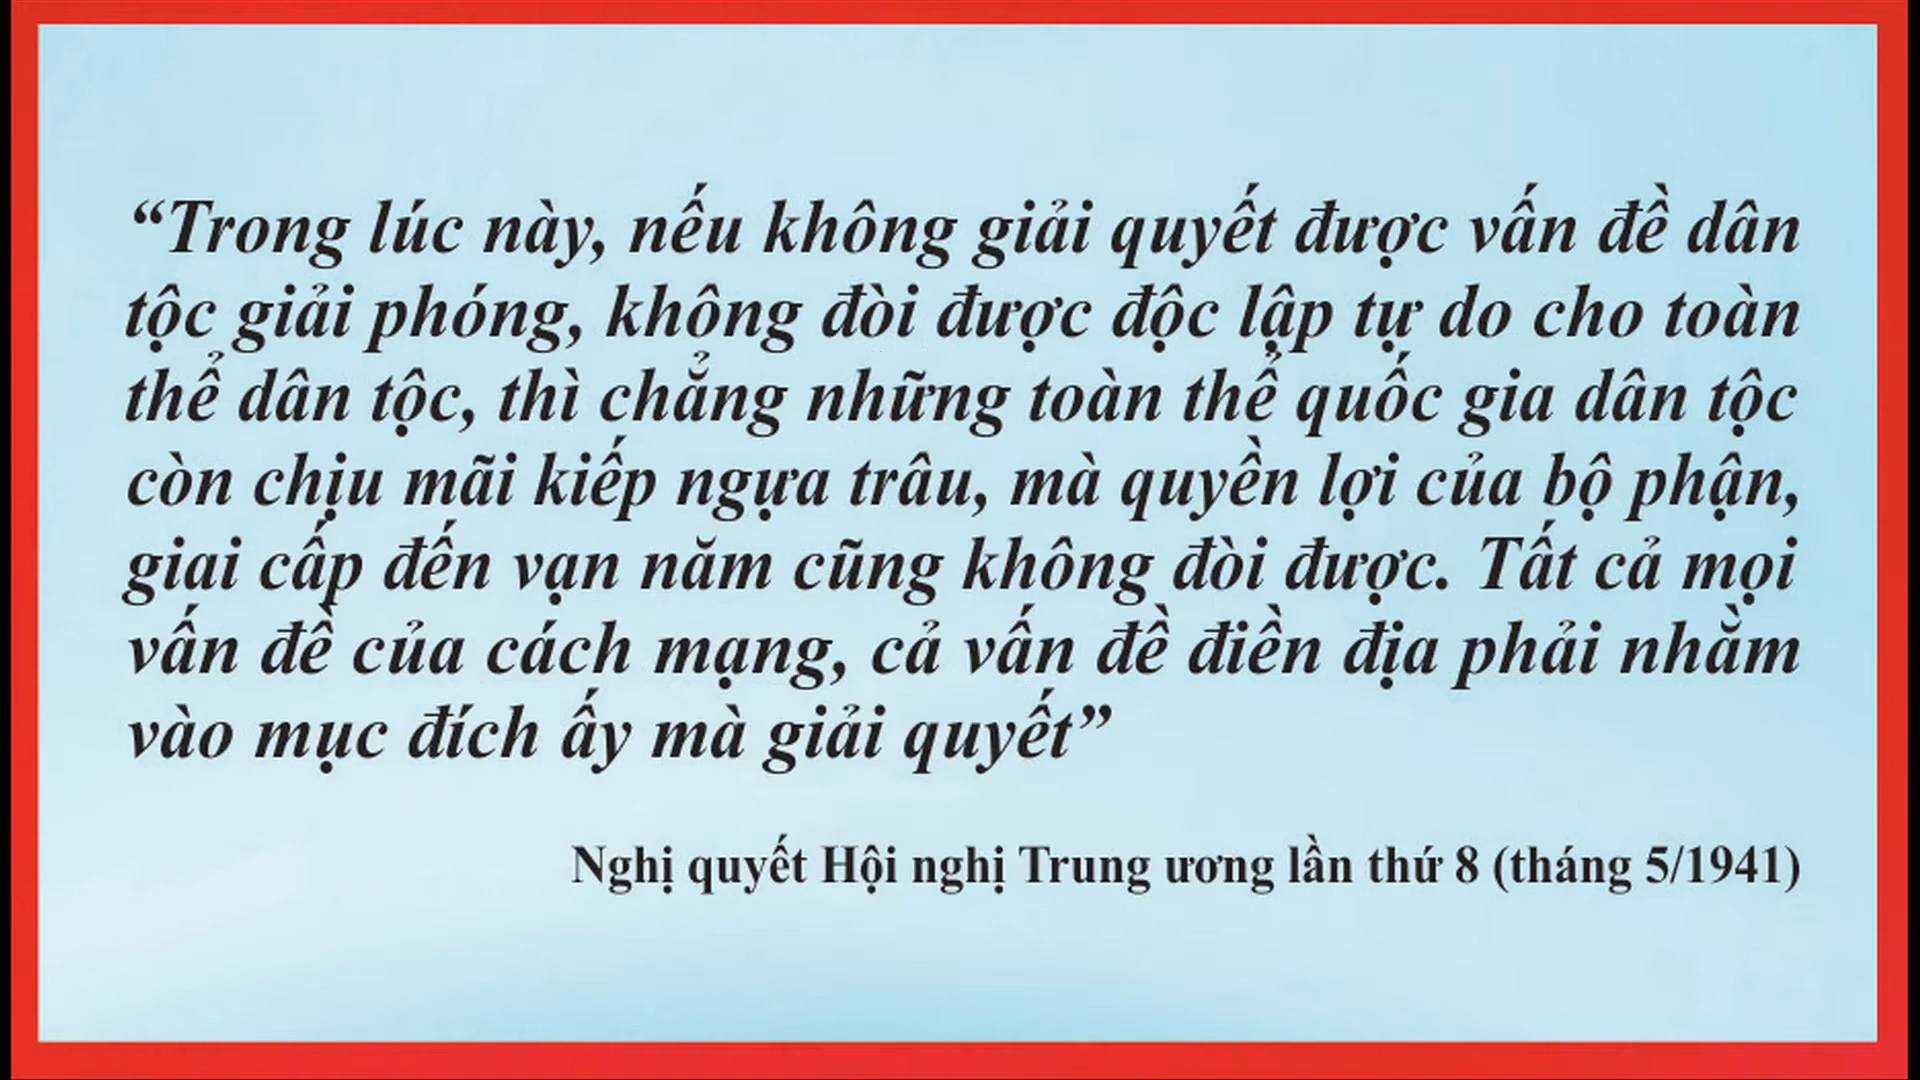 “Trong lúc này, nếu không giải quyết được vấn đề dân
tộc giải phóng, không đòi được độc lập tự do cho toàn
thể dân tộc, thì chẳng những toàn thể quốc gia dân tộc
còn chịu mãi kiếp ngựa trâu, mà quyền lợi của bộ phận,
giai cấp đến vạn năm cũng không đòi được. Tất cả mọi
vấn đề của cách mạng, cả vấn đề điền địa phải nhằm
vào mục đích ấy mà giải quyết”
Nghị quyết Hội nghị Trung ương lần thứ 8 (tháng 5/1941)